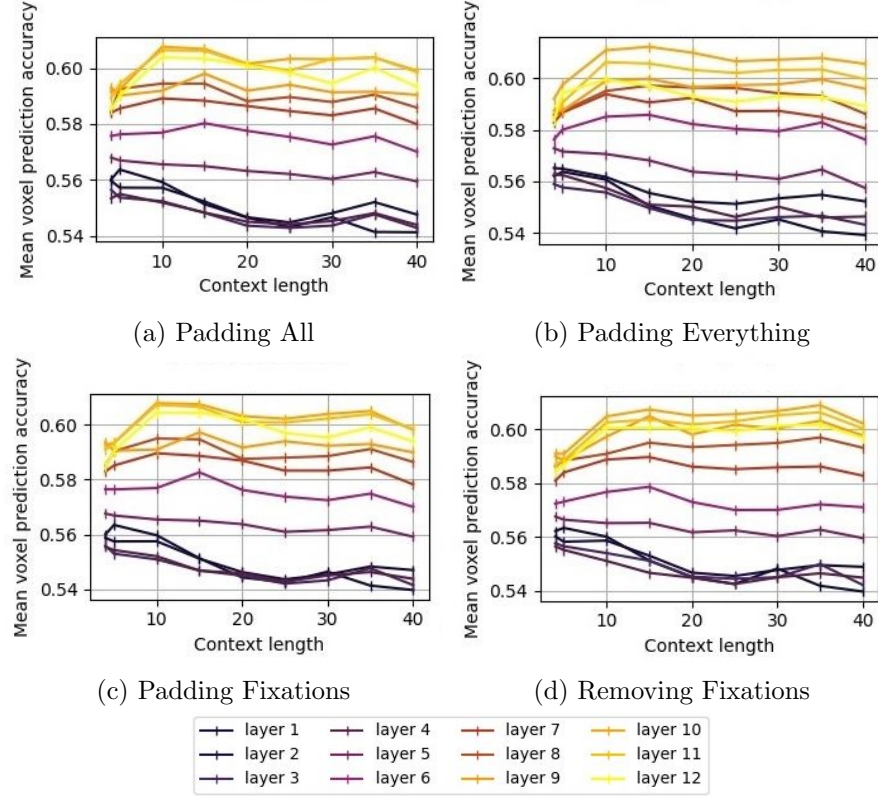 Mean voxel prediction accuracy
0.60
0.58
0.56
0.54
10 20 30 40
Context length
(a) Padding All
Mean voxel prediction accuracy
0.60
0.58
0.56
0.54
10 20 30 40
Context length
(b) Padding Everything
Mean voxel prediction accuracy
0.60
0.58
0.56
0.54
10 20 30 40
Context length
(c) Padding Fixations
Mean voxel prediction accuracy
0.60
0.58
0.56
0.54
10 20 30 40
Context length
(d) Removing Fixations
layer 1 layer 4 layer 7 layer 10
layer 2 layer 5 layer 8 layer 11
layer 3 layer 6 layer 9 layer 12